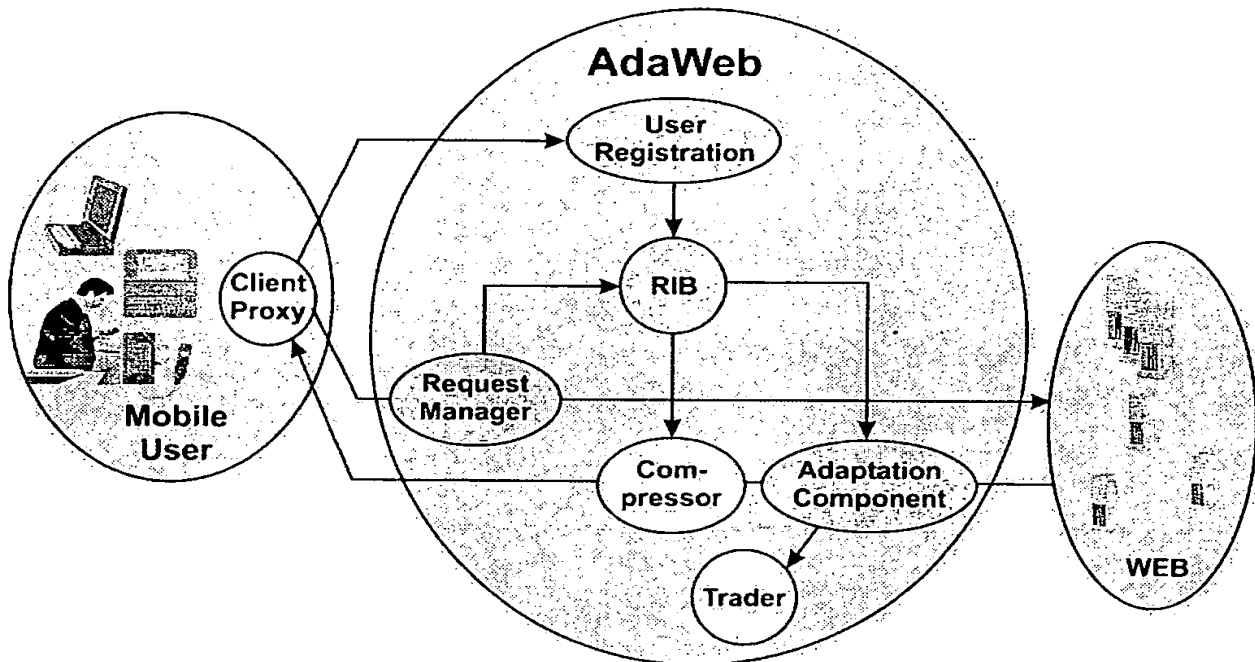 AdaWeb
User
Registration
Client
Proxy
RIB
Request
Manager
Mobile
User
Com-
pressor
Adaptation
Component
Trader
WEB